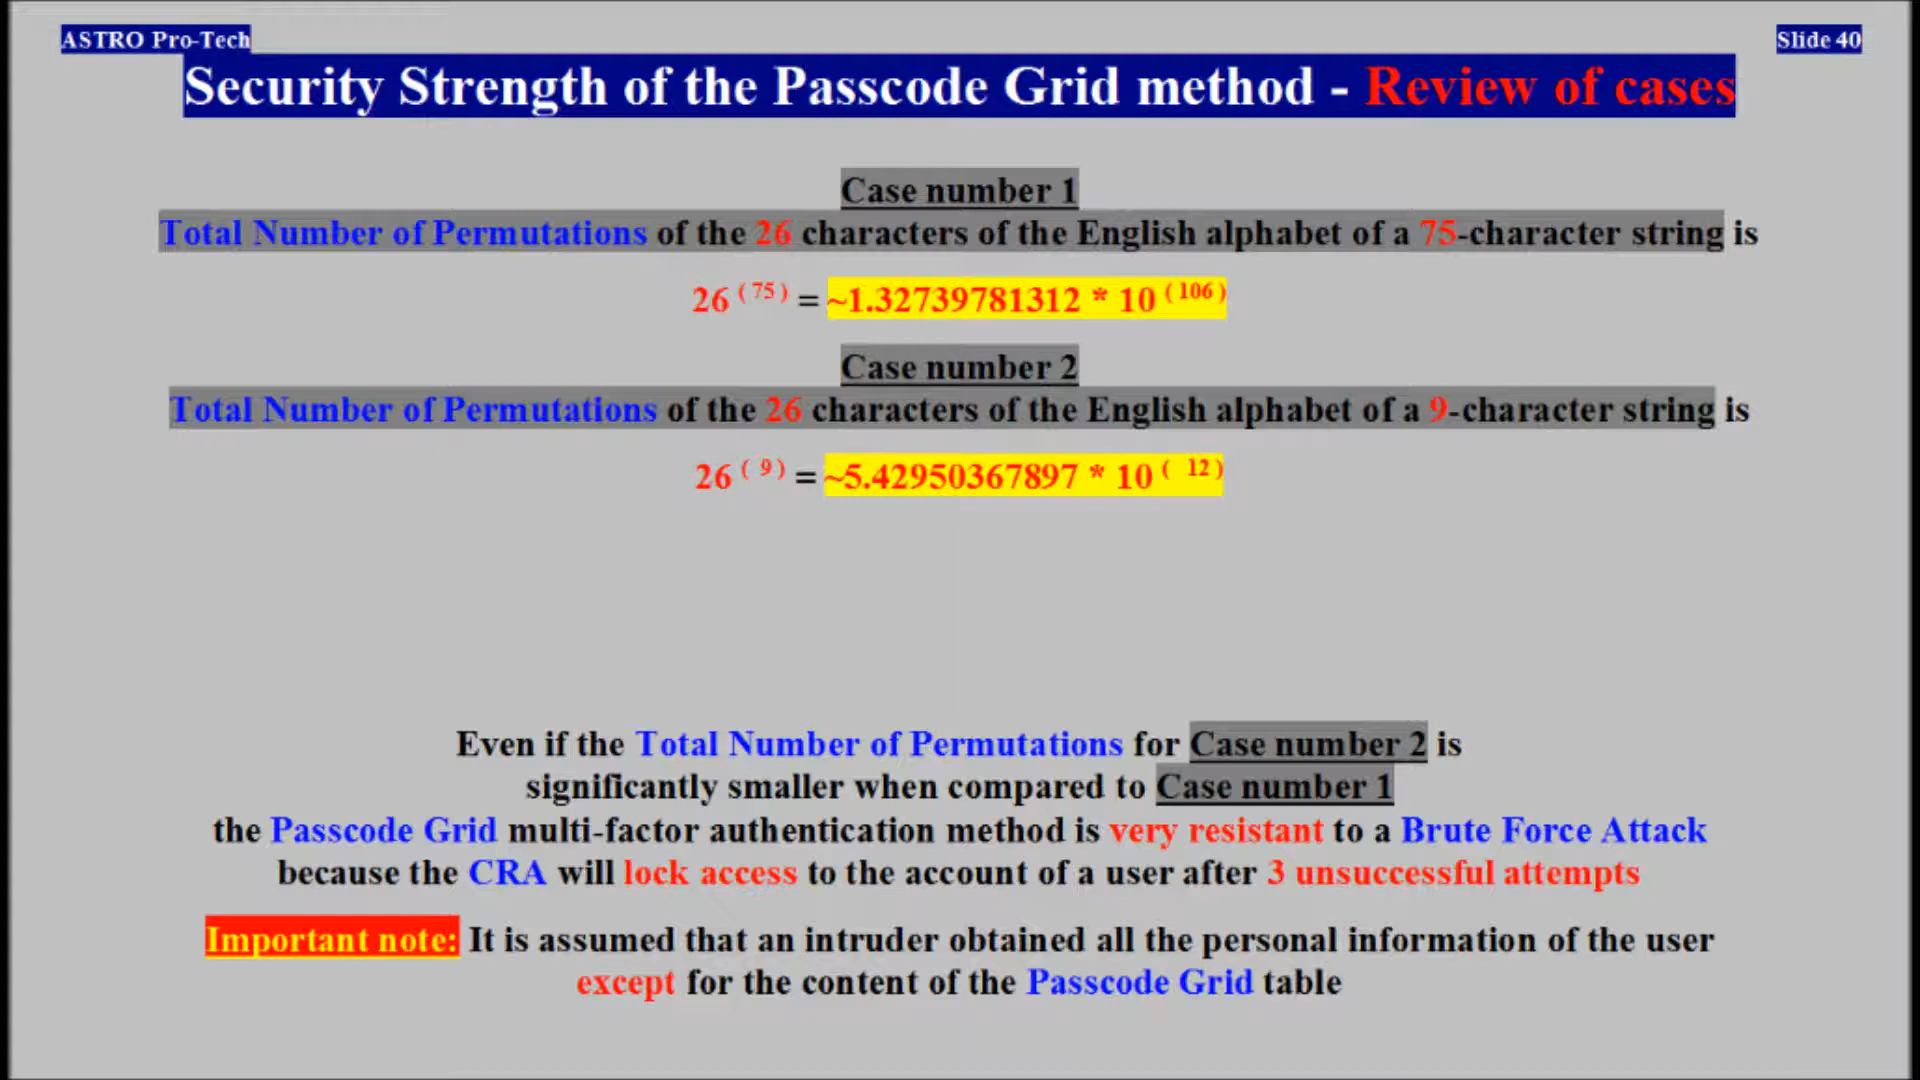 ASTRO Pro-Tech
Slide 40
Security Strength of the Passcode Grid method - Review of cases
Case number 1
Total Number of Permutations of the 26 characters of the English alphabet of a 75-character string is
26 (75) = ~1.32739781312 * 10 (106)
Case number 2
Total Number of Permutations of the 26 characters of the English alphabet of a 9-character string is
26 ( 9) = ~5.42950367897 * 10 ( 12)
Even if the Total Number of Permutations for Case number 2 is
significantly smaller when compared to Case number 1
the Passcode Grid multi-factor authentication method is very resistant to a Brute Force Attack
because the CRA will lock access to the account of a user after 3 unsuccessful attempts
Important note: It is assumed that an intruder obtained all the personal information of the user
except for the content of the Passcode Grid table